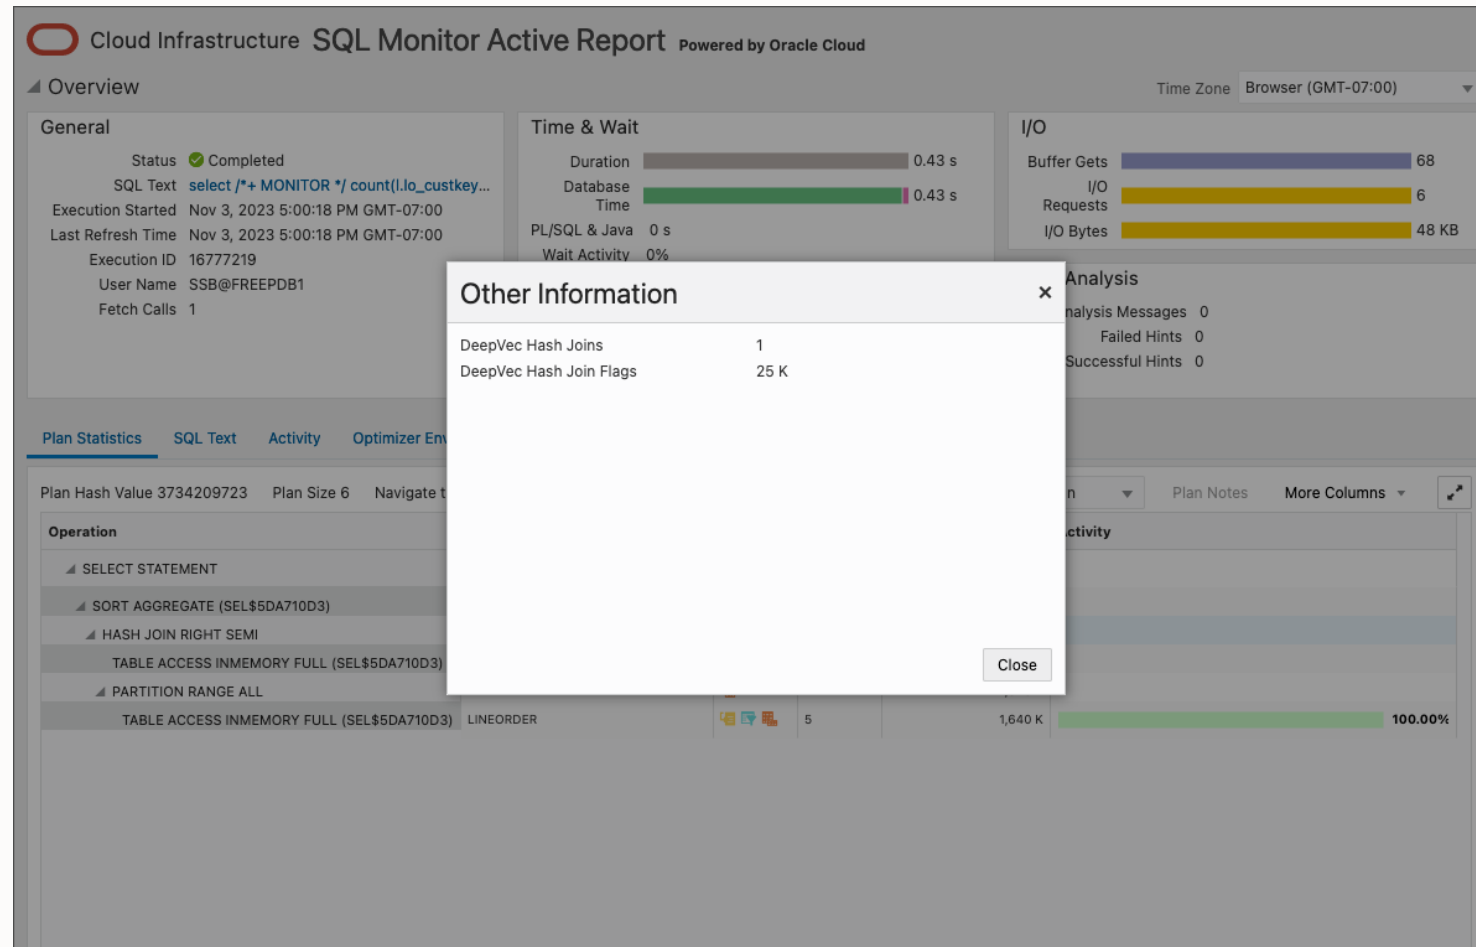 Cloud Infrastructure SQL Monitor Active Report Powered by Oracle Cloud
Overview
Time Zone Browser (GMT-07:00)
General
Status Completed
SQL Text select /*+ MONITOR */ count(l.lo_custkey...
Execution Started Nov 3, 2023 5:00:18 PM GMT-07:00
Last Refresh Time Nov 3, 2023 5:00:18 PM GMT-07:00
Execution ID 16777219
User Name SSB@FREEPDB1
Fetch Calls 1
Time & Wait
Duration 0.43 s
Database Time 0.43 s
PL/SQL & Java 0 s
Wait Activity 0%
I/O
Buffer Gets 68
I/O Requests 6
I/O Bytes 48 KB
Analysis
nalysis Messages 0
Failed Hints 0
Successful Hints 0
Other Information ×
DeepVec Hash Joins 1
DeepVec Hash Join Flags 25 K
Close
Plan Statistics SQL Text Activity Optimizer Env
Plan Hash Value 3734209723 Plan Size 6 Navigate t
n Plan Notes More Columns
Operation
ctivity
SELECT STATEMENT
SORT AGGREGATE (SEL$5DA710D3)
HASH JOIN RIGHT SEMI
TABLE ACCESS INMEMORY FULL (SEL$5DA710D3)
PARTITION RANGE ALL
TABLE ACCESS INMEMORY FULL (SEL$5DA710D3) LINEORDER 5 1,640 K 100.00%